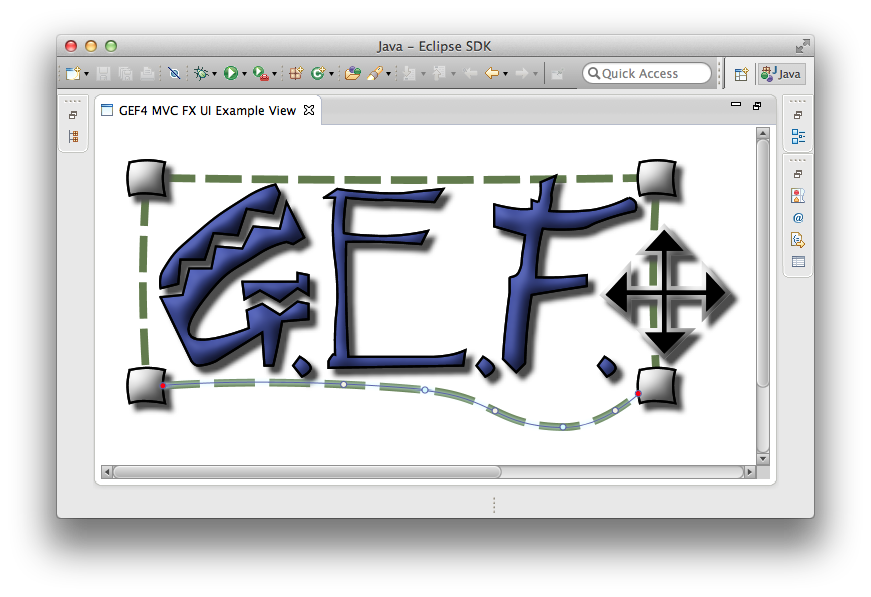 Java – Eclipse SDK
Quick Access
Java
GEF4 MVC FX UI Example View
G.E.F.
@